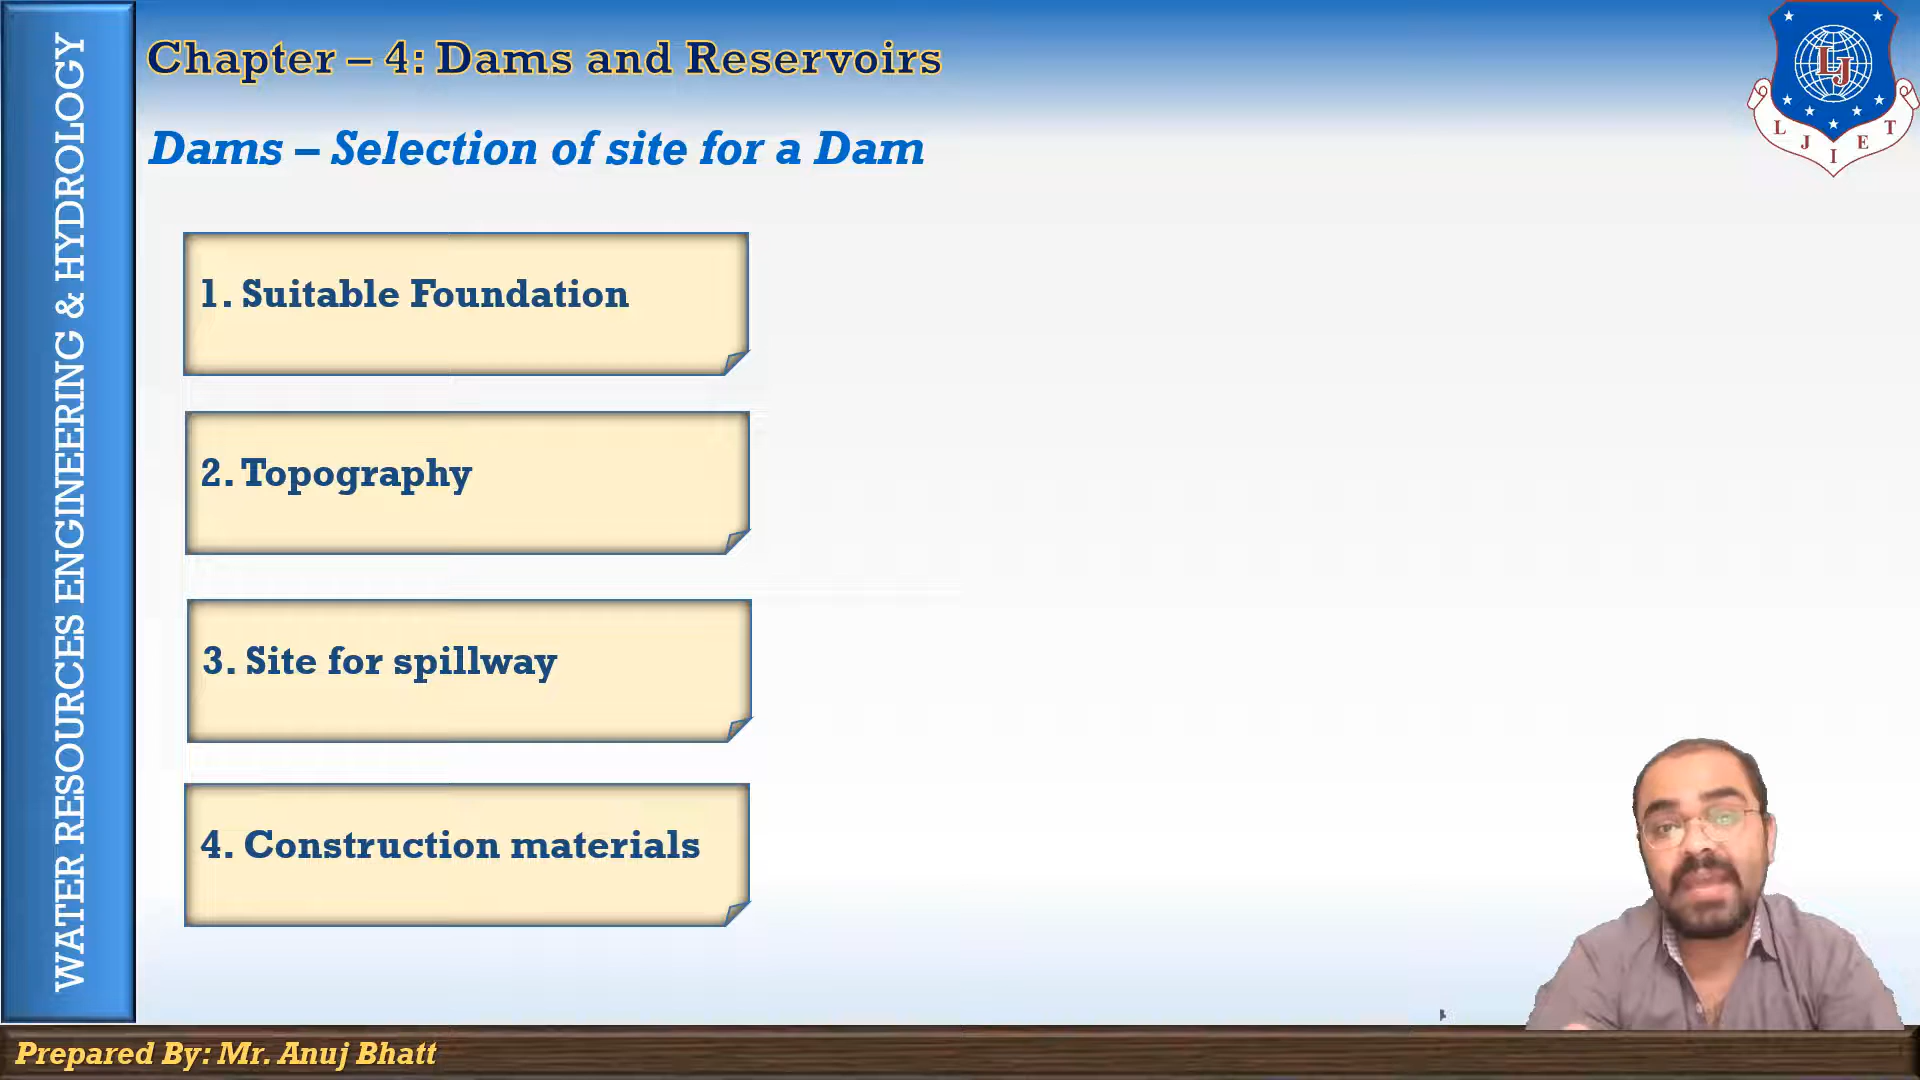 WATER RESOURCES ENGINEERING & HYDROLOGY
Chapter – 4: Dams and Reservoirs
Dams – Selection of site for a Dam
1. Suitable Foundation
2. Topography
3. Site for spillway
4. Construction materials
LJ
L J I E T
Prepared By: Mr. Anuj Bhatt